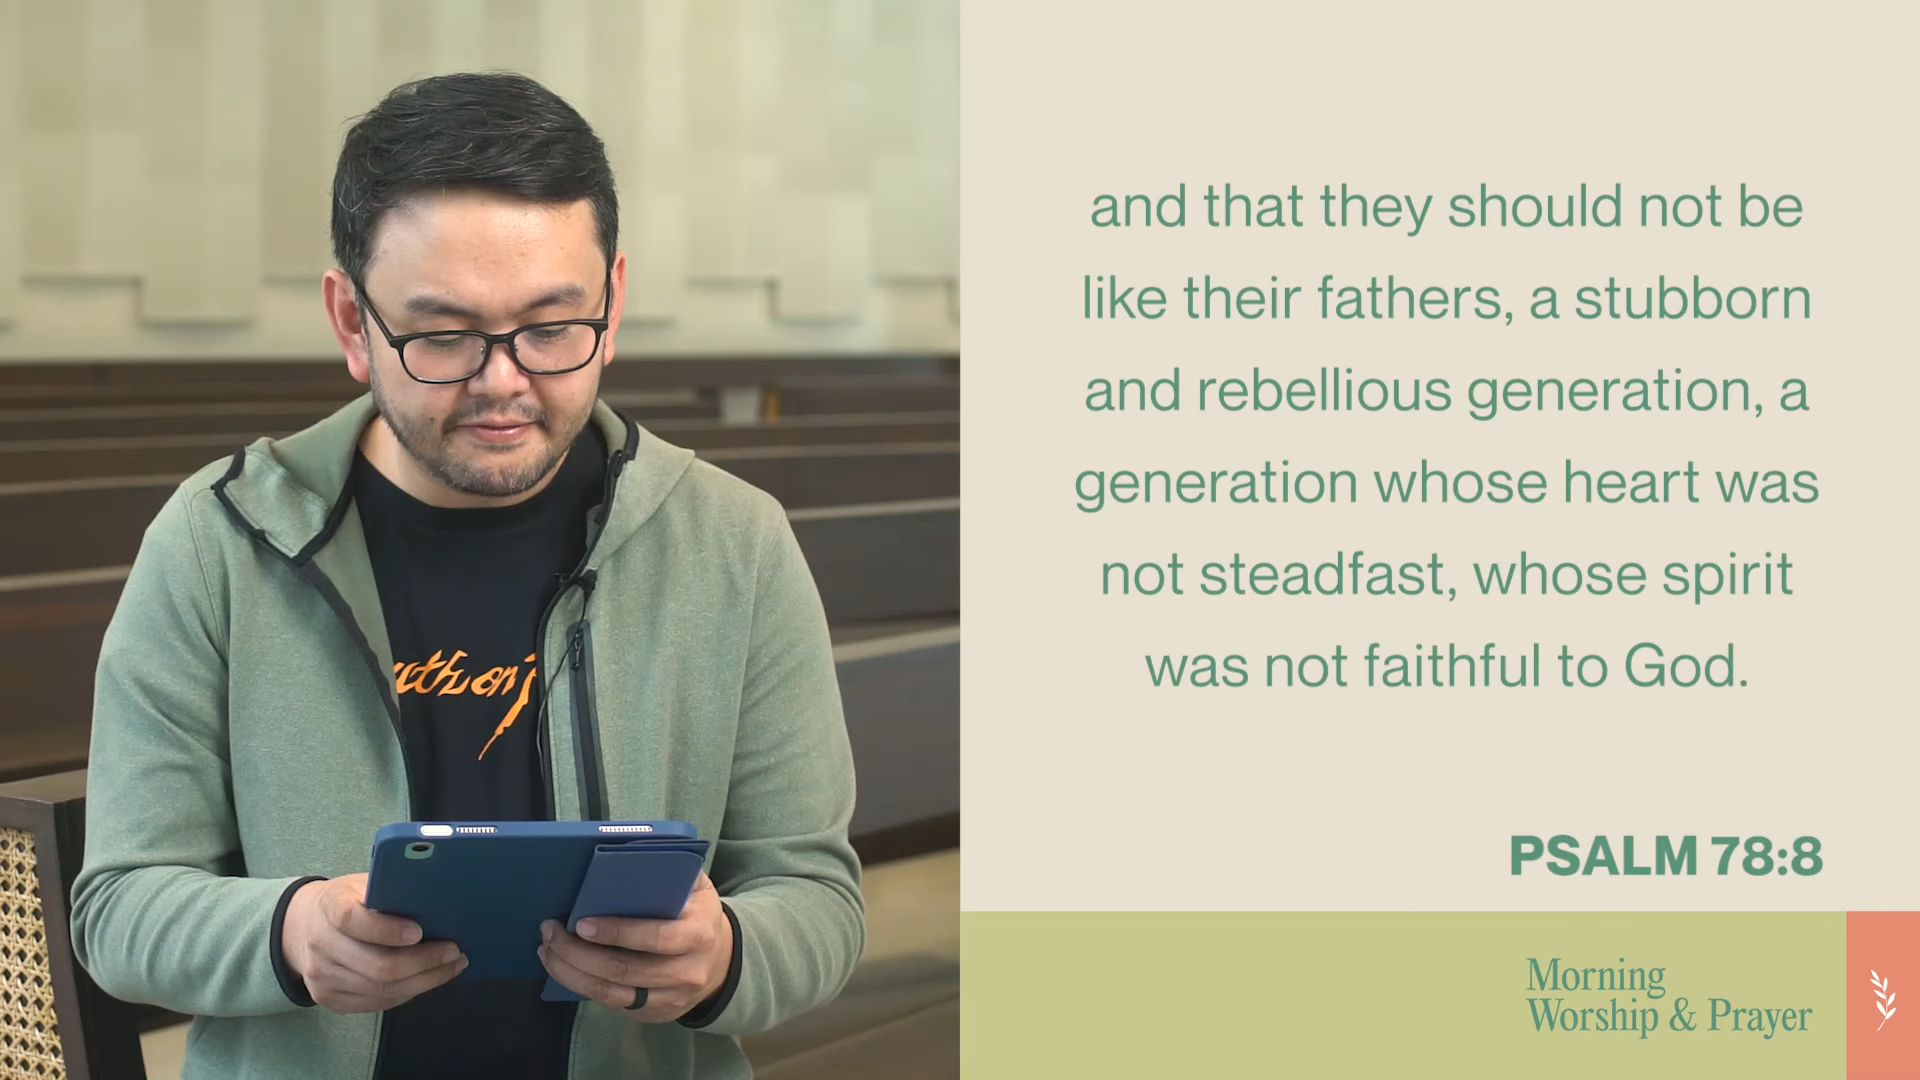 and that they should not be
like their fathers, a stubborn
and rebellious generation, a
generation whose heart was
not steadfast, whose spirit
was not faithful to God.
PSALM 78:8
Morning
Worship & Prayer